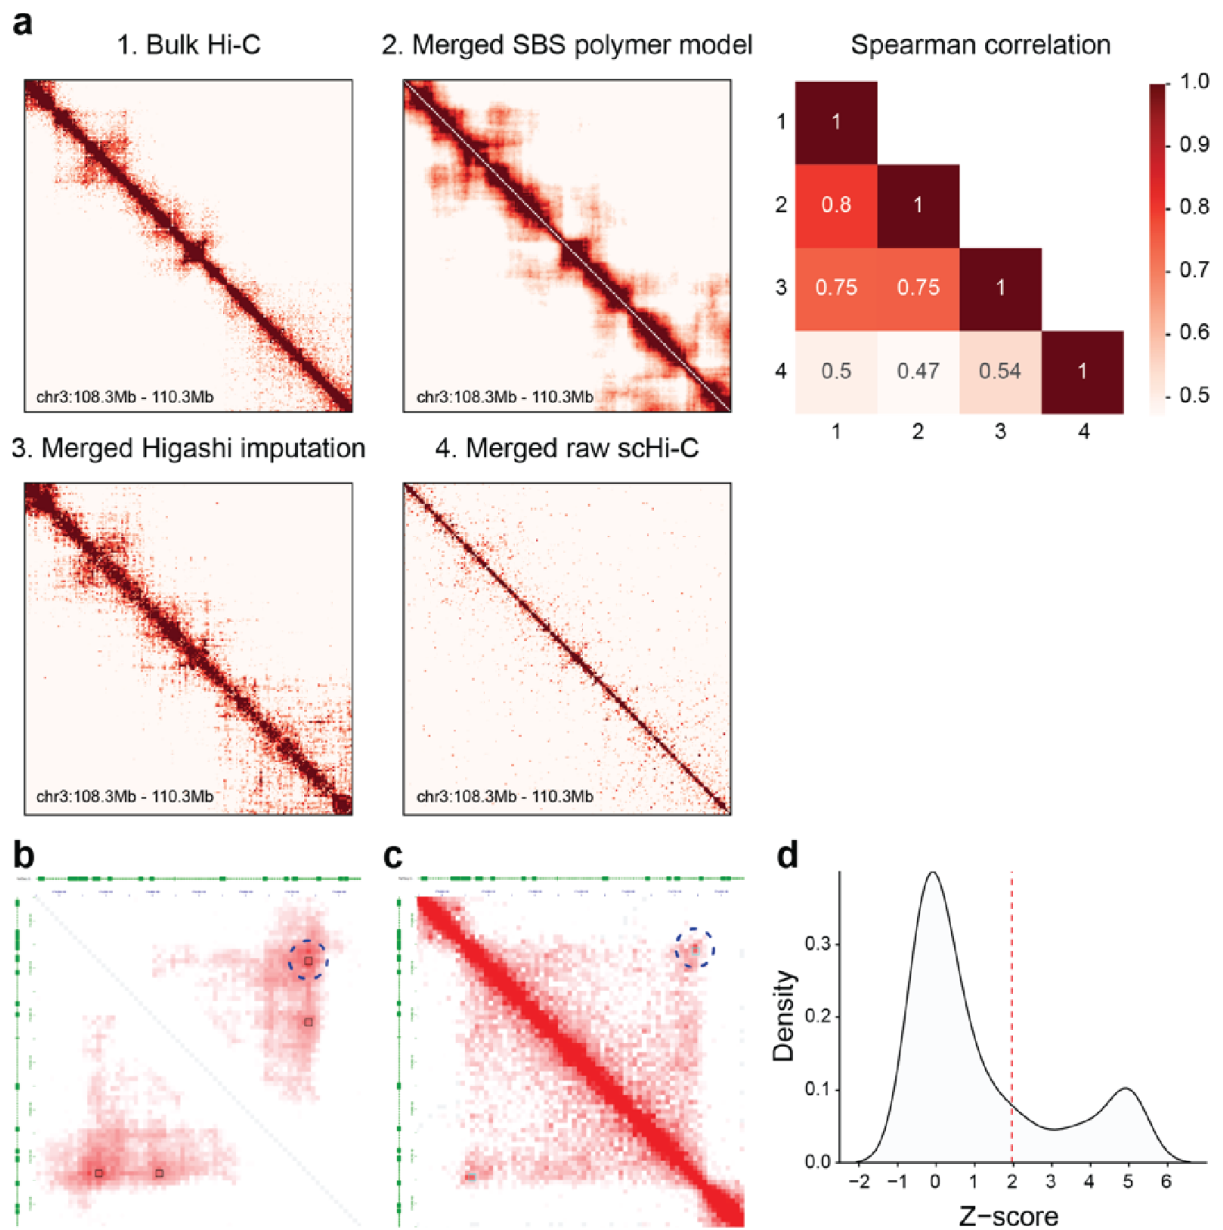 a
1. Bulk Hi-C
2. Merged SBS polymer model
Spearman correlation
chr3:108.3Mb - 110.3Mb
chr3:108.3Mb - 110.3Mb
1
2
3
4
1
0.8
1
0.75
0.75
1
0.5
0.47
0.54
1
1
2
3
4
1.0
0.9
0.8
0.7
0.6
0.5
3. Merged Higashi imputation
4. Merged raw scHi-C
chr3:108.3Mb - 110.3Mb
chr3:108.3Mb - 110.3Mb
b
c
d
Density
0.3
0.2
0.1
0.0
−2
−1
0
1
2
3
4
5
6
Z−score